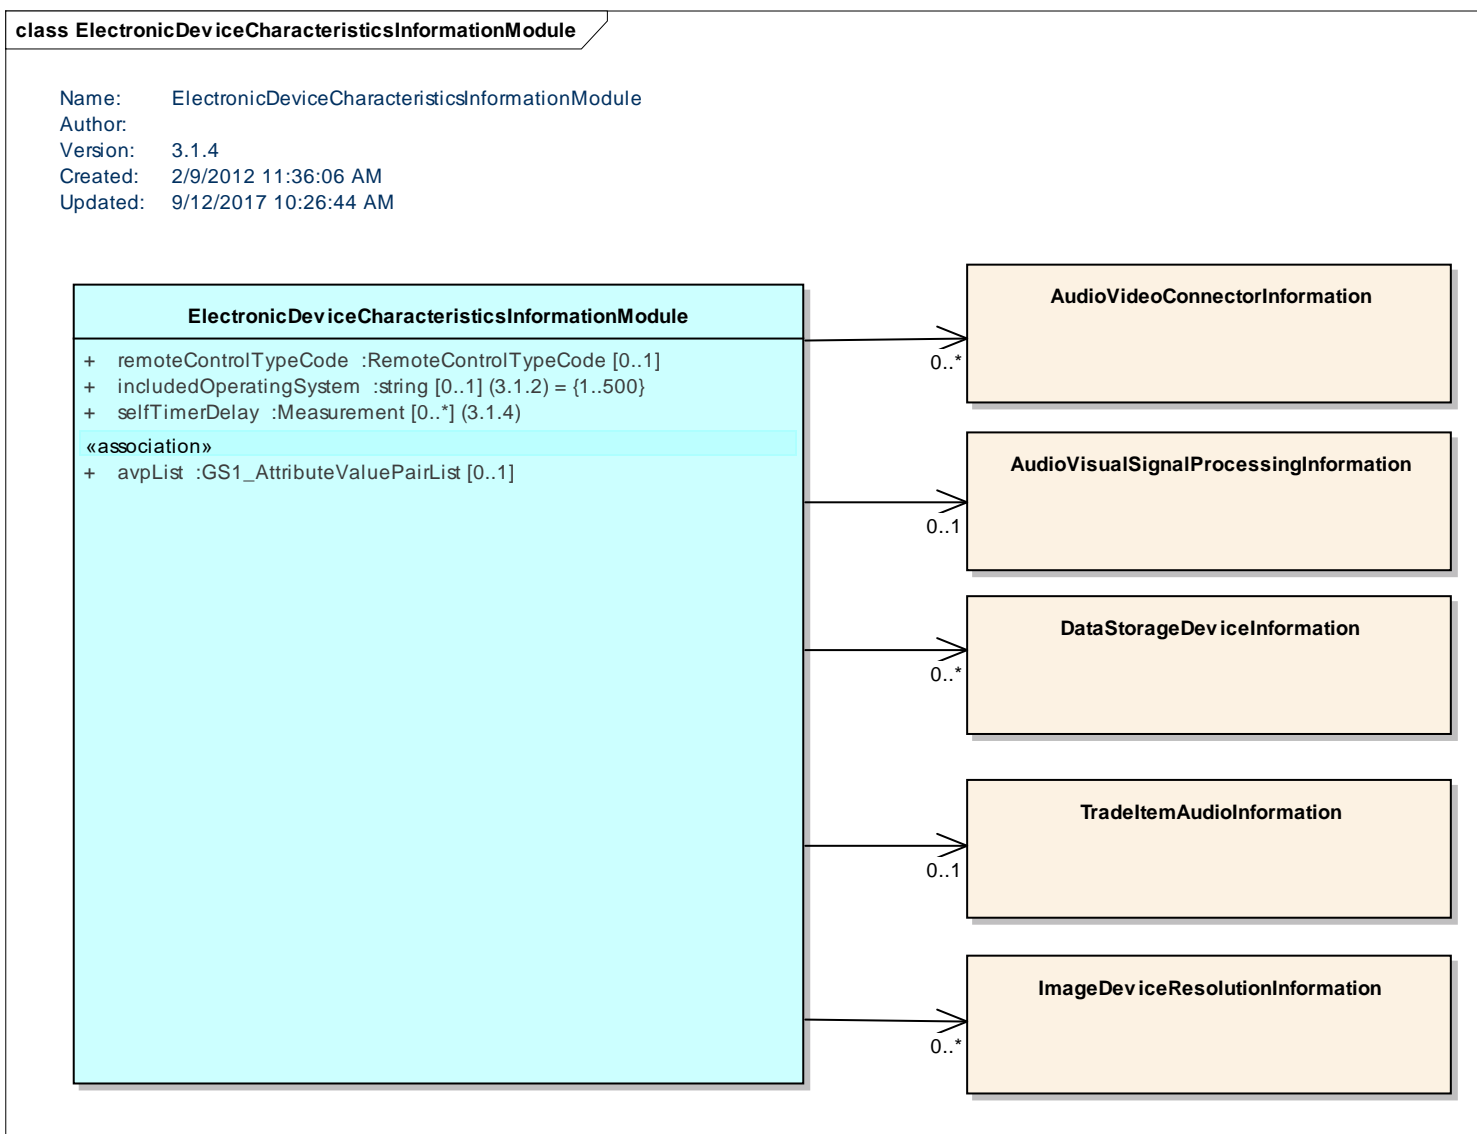 class ElectronicDeviceCharacteristicsInformationModule
Name: ElectronicDeviceCharacteristicsInformationModule
Author:
Version: 3.1.4
Created: 2/9/2012 11:36:06 AM
Updated: 9/12/2017 10:26:44 AM
ElectronicDeviceCharacteristicsInformationModule
+ remoteControlTypeCode :RemoteControlTypeCode [0..1]
+ includedOperatingSystem :string [0..1] (3.1.2) = {1..500}
+ selfTimerDelay :Measurement [0..*] (3.1.4)
«association»
+ avpList :GS1_AttributeValuePairList [0..1]
AudioVideoConnectorInformation
0..*
AudioVisualSignalProcessingInformation
0..1
DataStorageDeviceInformation
0..*
TradeItemAudioInformation
0..1
ImageDeviceResolutionInformation
0..*